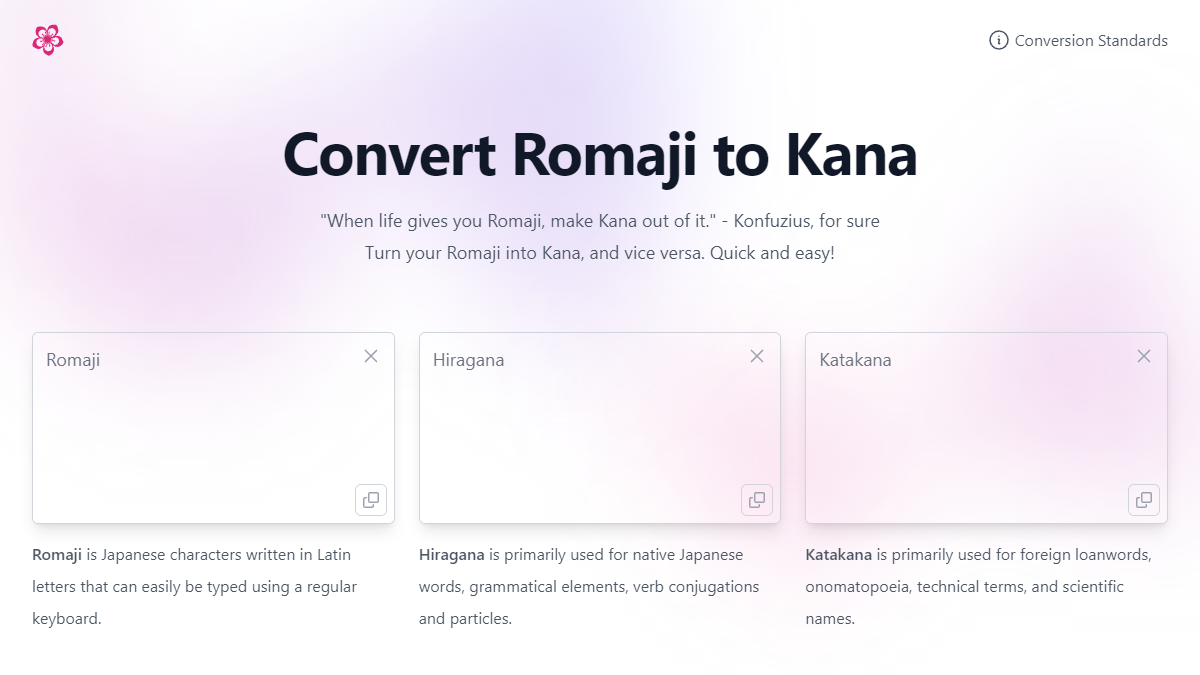 Conversion Standards
Convert Romaji to Kana
"When life gives you Romaji, make Kana out of it." - Konfuzius, for sure
Turn your Romaji into Kana, and vice versa. Quick and easy!
Romaji
Hiragana
Katakana
Romaji is Japanese characters written in Latin
letters that can easily be typed using a regular
keyboard.
Hiragana is primarily used for native Japanese
words, grammatical elements, verb conjugations
and particles.
Katakana is primarily used for foreign loanwords,
onomatopoeia, technical terms, and scientific
names.